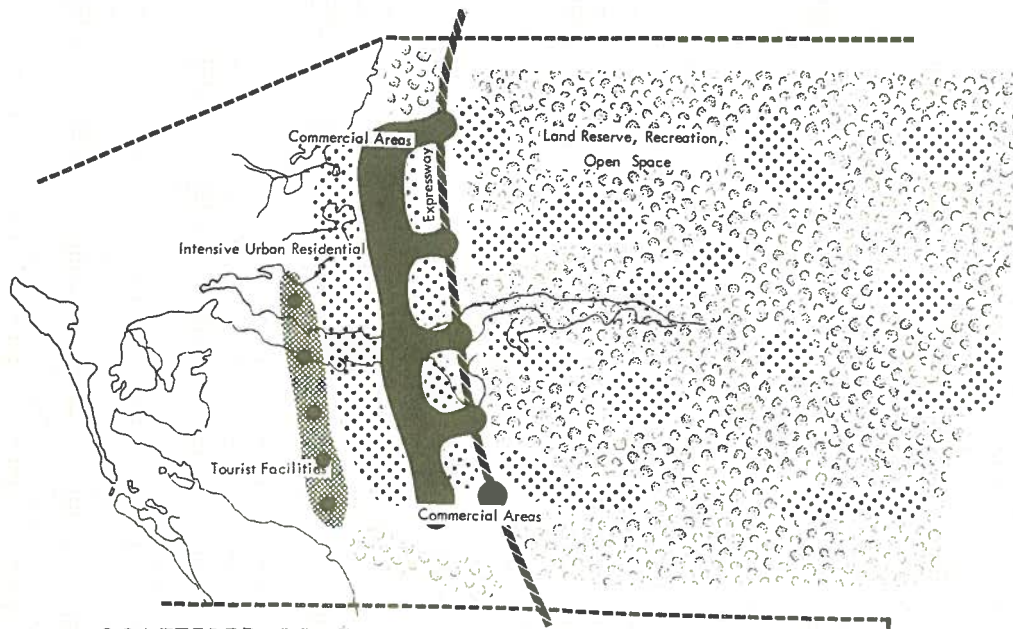 Commercial Areas
Land Reserve, Recreation,
Open Space
Expressway
Intensive Urban Residential
Tourist Facilities
Commercial Areas